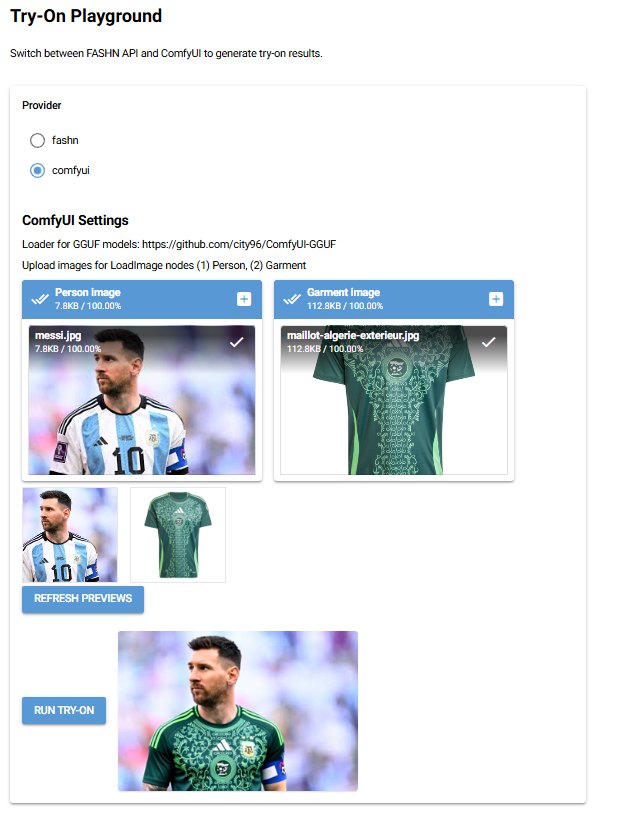 Try-On Playground
Switch between FASHN API and ComfyUI to generate try-on results.
Provider
fashn
comfyui
ComfyUI Settings
Loader for GGUF models: https://github.com/city96/ComfyUI-GGUF
Upload images for LoadImage nodes (1) Person, (2) Garment
Person image
7.8KB / 100.00%
Garment image
112.8KB / 100.00%
messi.jpg
7.8KB / 100.00%
10
maillot-algerie-exterieur.jpg
112.8KB / 100.00%
10
REFRESH PREVIEWS
RUN TRY-ON